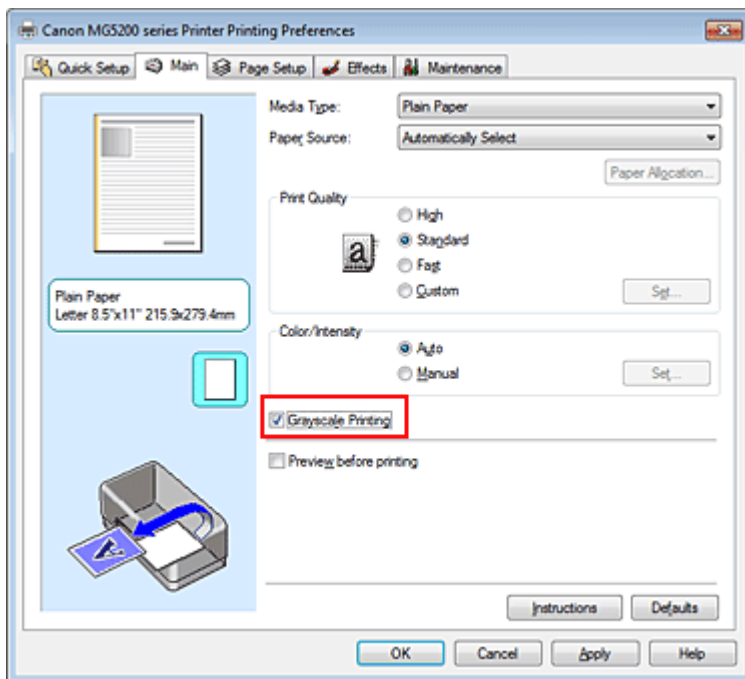 Canon MG5200 series Printer Printing Preferences
Quick Setup Main Page Setup Effects Maintenance
Media Type: Plain Paper
Paper Source: Automatically Select
Paper Allocation...
Print Quality
High
a
Standard
Fast
Custom
Set...
Plain Paper
Letter 8.5"x11" 215.9x279.4mm
Color/Intensity
Auto
Manual
Set...
Grayscale Printing
Preview before printing
A
Instructions Defaults
OK Cancel Apply Help